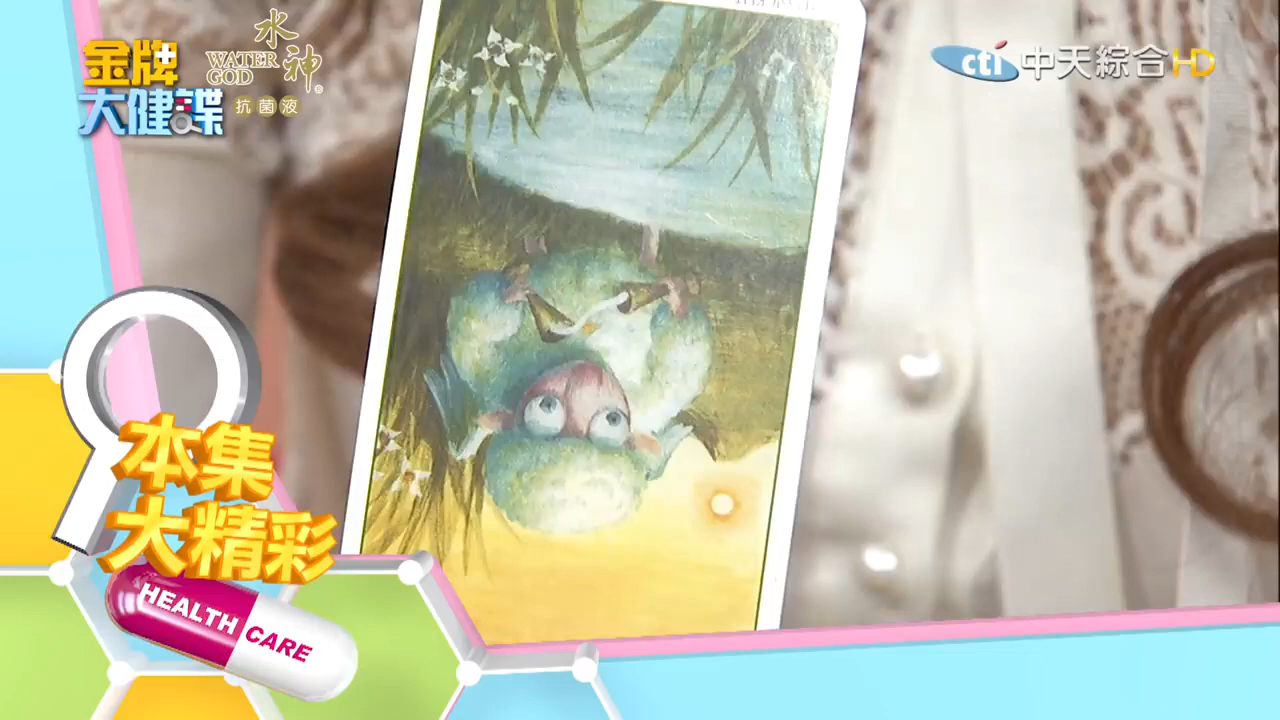 金牌
大健諜
水神
WATER
GOD
抗菌液
cti 中天綜合HD
本集
大精彩
HEALTH CARE